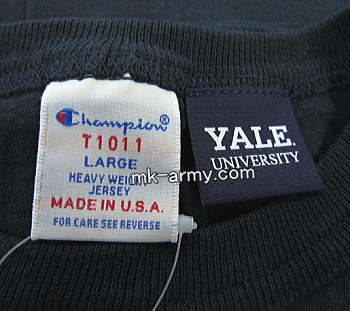 Champion®
T1011
LARGE
HEAVY WEIGHT
JERSEY
MADE IN U.S.A.
FOR CARE SEE REVERSE
YALE.
UNIVERSITY
mk-army.com